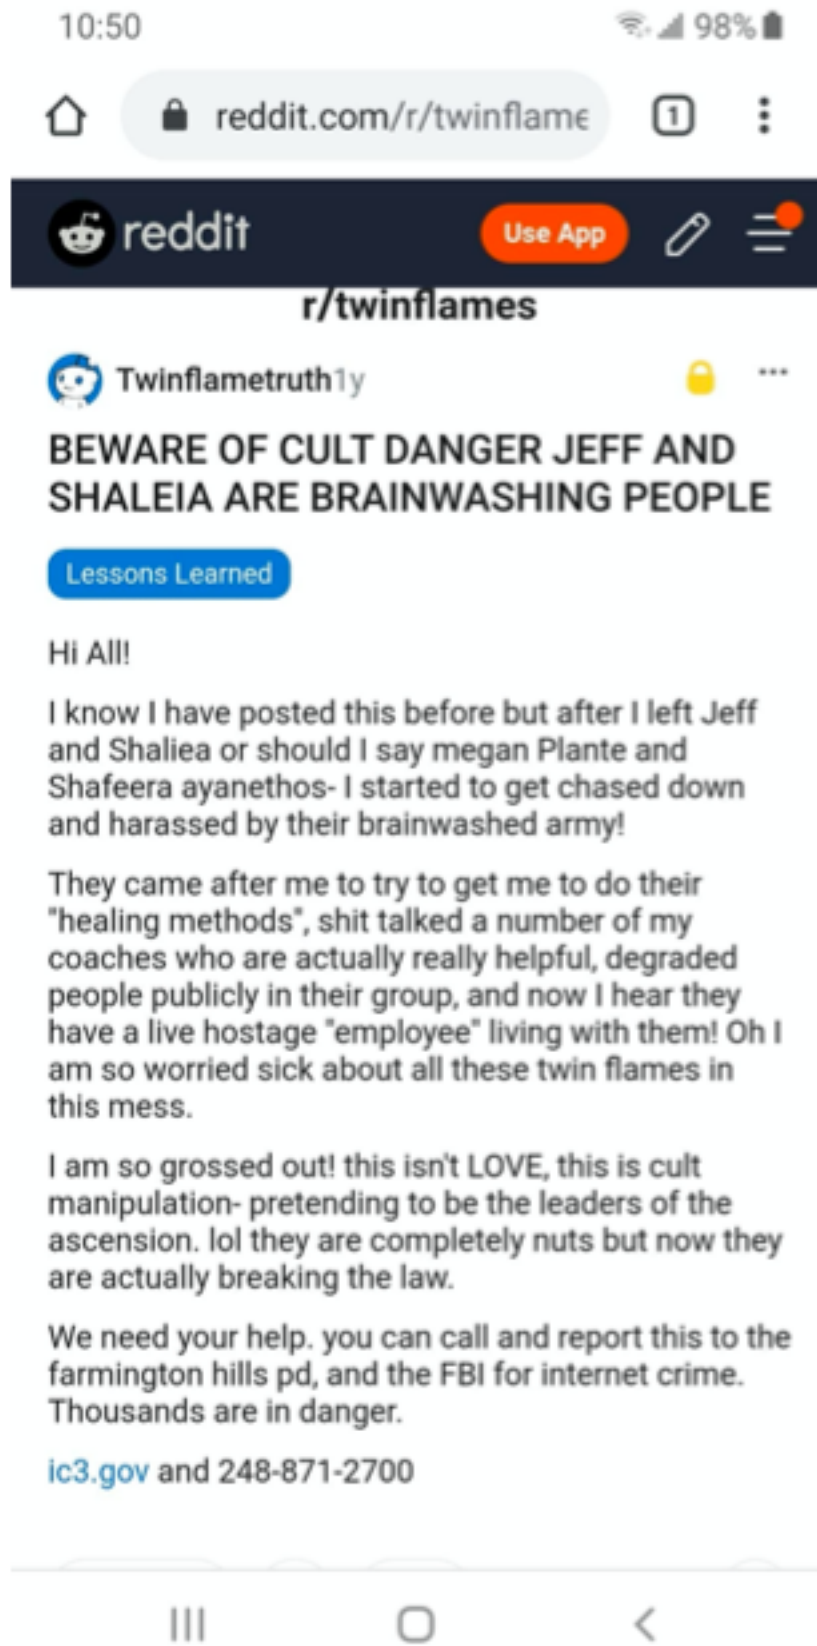 10:50
98%
reddit.com/r/twinflame
1
reddit
Use App
r/twinflames
Twinflametruth 1y
BEWARE OF CULT DANGER JEFF AND
SHALEIA ARE BRAINWASHING PEOPLE
Lessons Learned
Hi All!
I know I have posted this before but after I left Jeff
and Shaliea or should I say megan Plante and
Shafeera ayanethos- I started to get chased down
and harassed by their brainwashed army!
They came after me to try to get me to do their
"healing methods", shit talked a number of my
coaches who are actually really helpful, degraded
people publicly in their group, and now I hear they
have a live hostage "employee" living with them! Oh I
am so worried sick about all these twin flames in
this mess.
I am so grossed out! this isn't LOVE, this is cult
manipulation- pretending to be the leaders of the
ascension. lol they are completely nuts but now they
are actually breaking the law.
We need your help. you can call and report this to the
farmington hills pd, and the FBI for internet crime.
Thousands are in danger.
ic3.gov and 248-871-2700